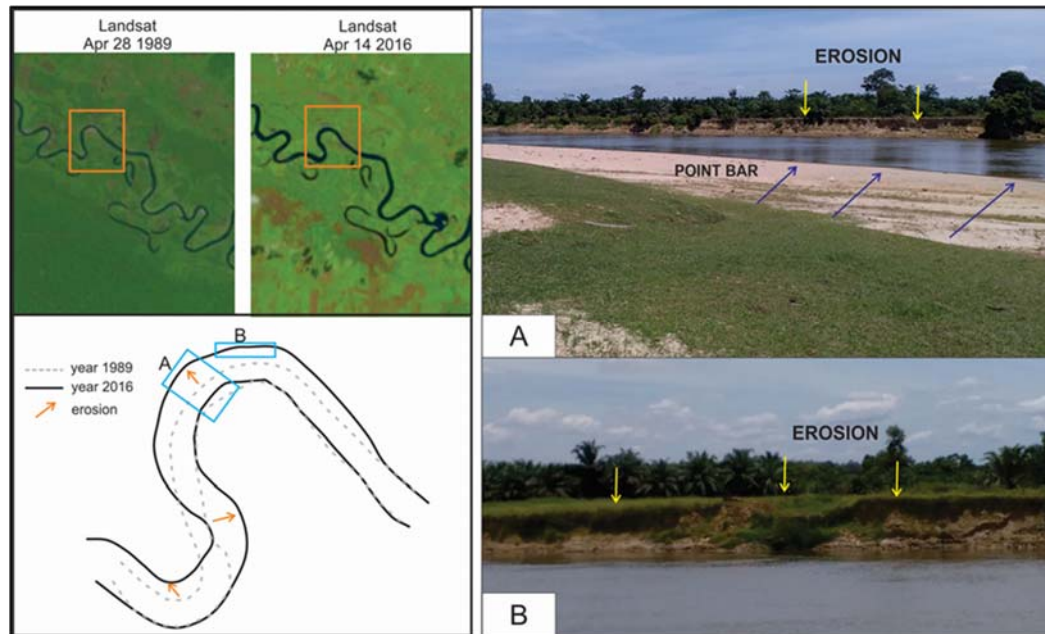 Landsat
Apr 28 1989
Landsat
Apr 14 2016
year 1989
year 2016
erosion
A
B
EROSION
POINT BAR
A
EROSION
B